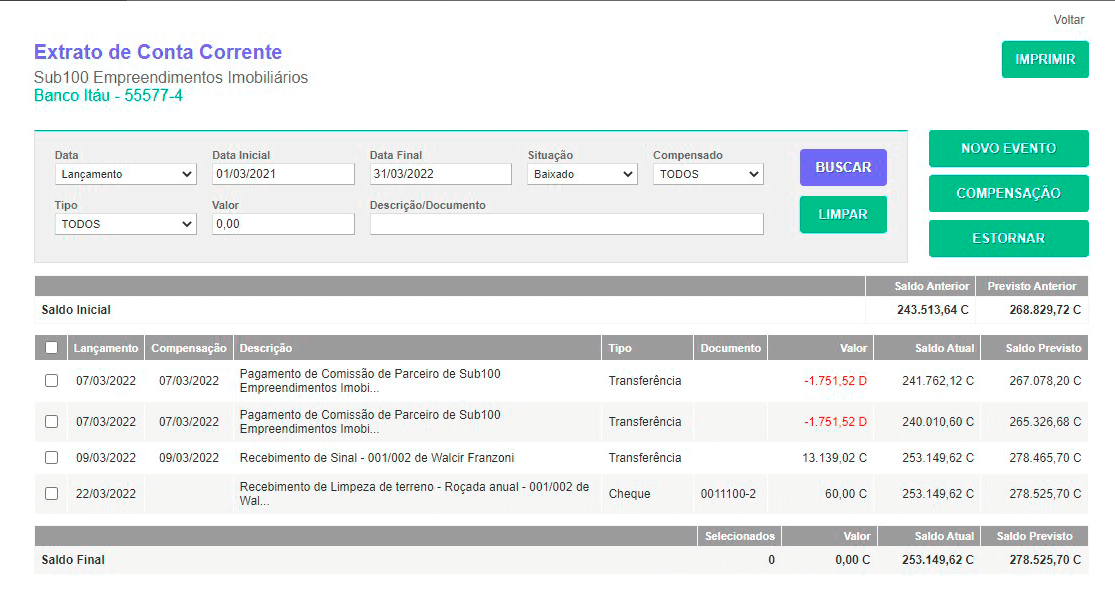 Voltar
Extrato de Conta Corrente
IMPRIMIR
Sub100 Empreendimentos Imobiliários
Banco Itáu - 55577-4
Data Data Inicial Data Final Situação Compensado
Lançamento 01/03/2021 31/03/2022 Baixado TODOS
BUSCAR
NOVO EVENTO
Tipo Valor Descrição/Documento
TODOS 0,00
LIMPAR
COMPENSAÇÃO
ESTORNAR
Saldo Anterior Previsto Anterior
Saldo Inicial 243.513,64 C 268.829,72 C
Lançamento Compensação Descrição Tipo Documento Valor Saldo Atual Saldo Previsto
07/03/2022 07/03/2022 Pagamento de Comissão de Parceiro de Sub100
Empreendimentos Imobi... Transferência -1.751,52 D 241.762,12 C 267.078,20 C
07/03/2022 07/03/2022 Pagamento de Comissão de Parceiro de Sub100
Empreendimentos Imobi... Transferência -1.751,52 D 240.010,60 C 265.326,68 C
09/03/2022 09/03/2022 Recebimento de Sinal - 001/002 de Walcir Franzoni Transferência 13.139,02 C 253.149,62 C 278.465,70 C
22/03/2022 Recebimento de Limpeza de terreno - Roçada anual - 001/002 de
Wal... Cheque 0011100-2 60,00 C 253.149,62 C 278.525,70 C
Selecionados Valor Saldo Atual Saldo Previsto
Saldo Final 0 0,00 C 253.149,62 C 278.525,70 C